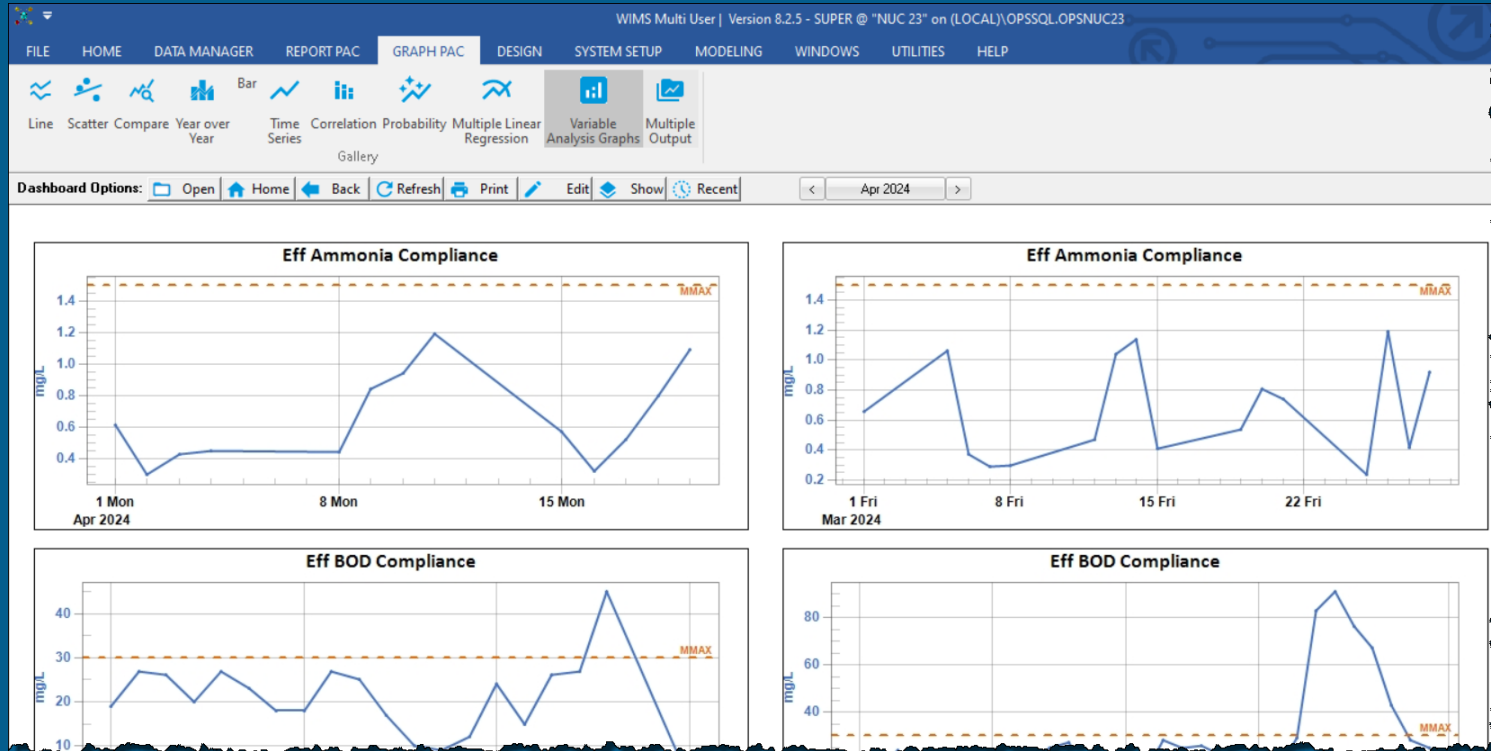 WIMS Multi User | Version 8.2.5 - SUPER @ "NUC 23" on (LOCAL)\OPSSQL.OPSNUC23
FILE HOME DATA MANAGER REPORT PAC GRAPH PAC DESIGN SYSTEM SETUP MODELING WINDOWS UTILITIES HELP
Line Scatter Compare Year over Year Bar Time Series Correlation Probability Multiple Linear Regression Variable Analysis Graphs Multiple Output
Gallery
Dashboard Options: Open Home Back Refresh Print Edit Show Recent < Apr 2024 >
Eff Ammonia Compliance
MMAX
1.4
1.2
1.0
0.8
0.6
0.4
mg/L
1 Mon 8 Mon 15 Mon
Apr 2024
Eff Ammonia Compliance
MMAX
1.4
1.2
1.0
0.8
0.6
0.4
0.2
mg/L
1 Fri 8 Fri 15 Fri 22 Fri
Mar 2024
Eff BOD Compliance
40
30
20
10
mg/L
MMAX
Eff BOD Compliance
80
60
40
mg/L
MMAX